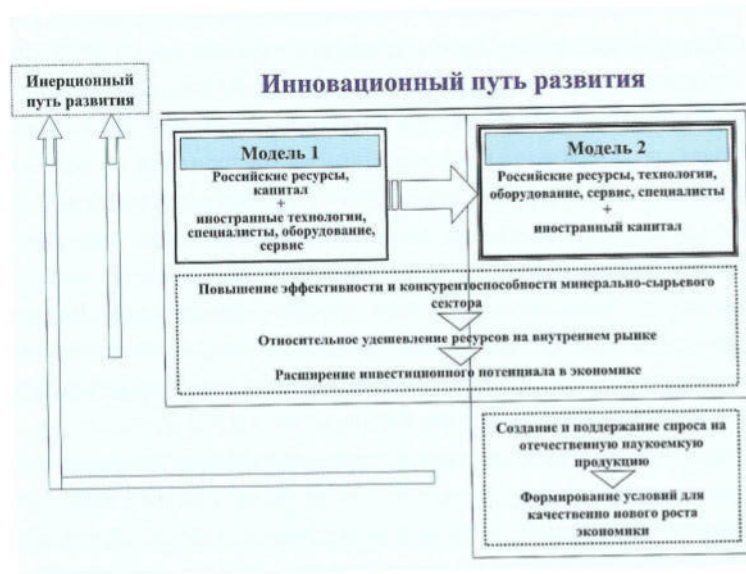 Инерционный
путь развития
Инновационный путь развития
Модель 1
Российские ресурсы,
капитал
+
иностранные технологии,
специалисты, оборудование,
сервис
Модель 2
Российские ресурсы, технологии,
оборудование, сервис, специалисты
+
иностранный капитал
Повышение эффективности и конкурентоспособности минерально-сырьевого
сектора
Относительное удешевление ресурсов на внутреннем рынке
Расширение инвестиционного потенциала в экономике
Создание и поддержание спроса на
отечественную наукоемкую
продукцию
Формирование условий для
качественно нового роста
экономики